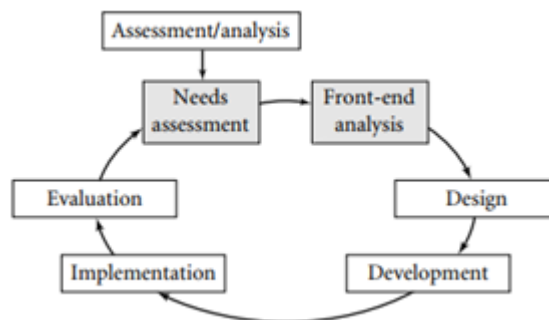 Assessment/analysis
Needs
assessment
Front-end
analysis
Evaluation
Design
Implementation
Development